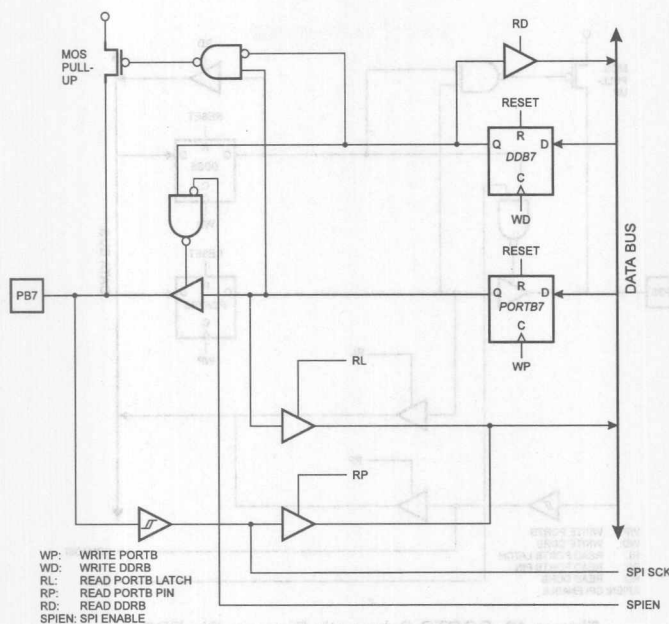 RD
MOS
PULL-
UP
RESET
R
Q
D
DDB7
C
WD
DATA BUS
RESET
R
Q
D
PB7
PORTB7
C
WP
RL
RP
WP: WRITE PORTB
WD: WRITE DDRB
RL: READ PORTB LATCH
RP: READ PORTB PIN
RD: READ DDRB
SPIEN: SPI ENABLE
SPI SCK
SPIEN